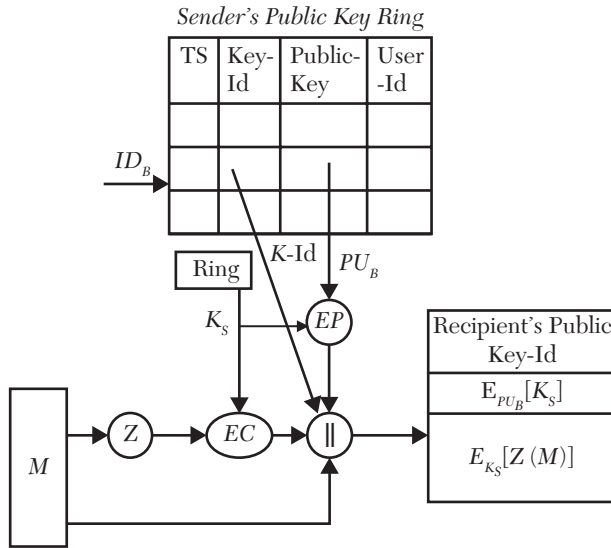 Sender's Public Key Ring
TS Key-Id Public-Key User-Id
ID_B
K-Id
PU_B
Ring
K_S
EP
Recipient's Public
Key-Id
E_{PU_B}[K_S]
M
Z
EC
||
E_{K_S}[Z (M)]